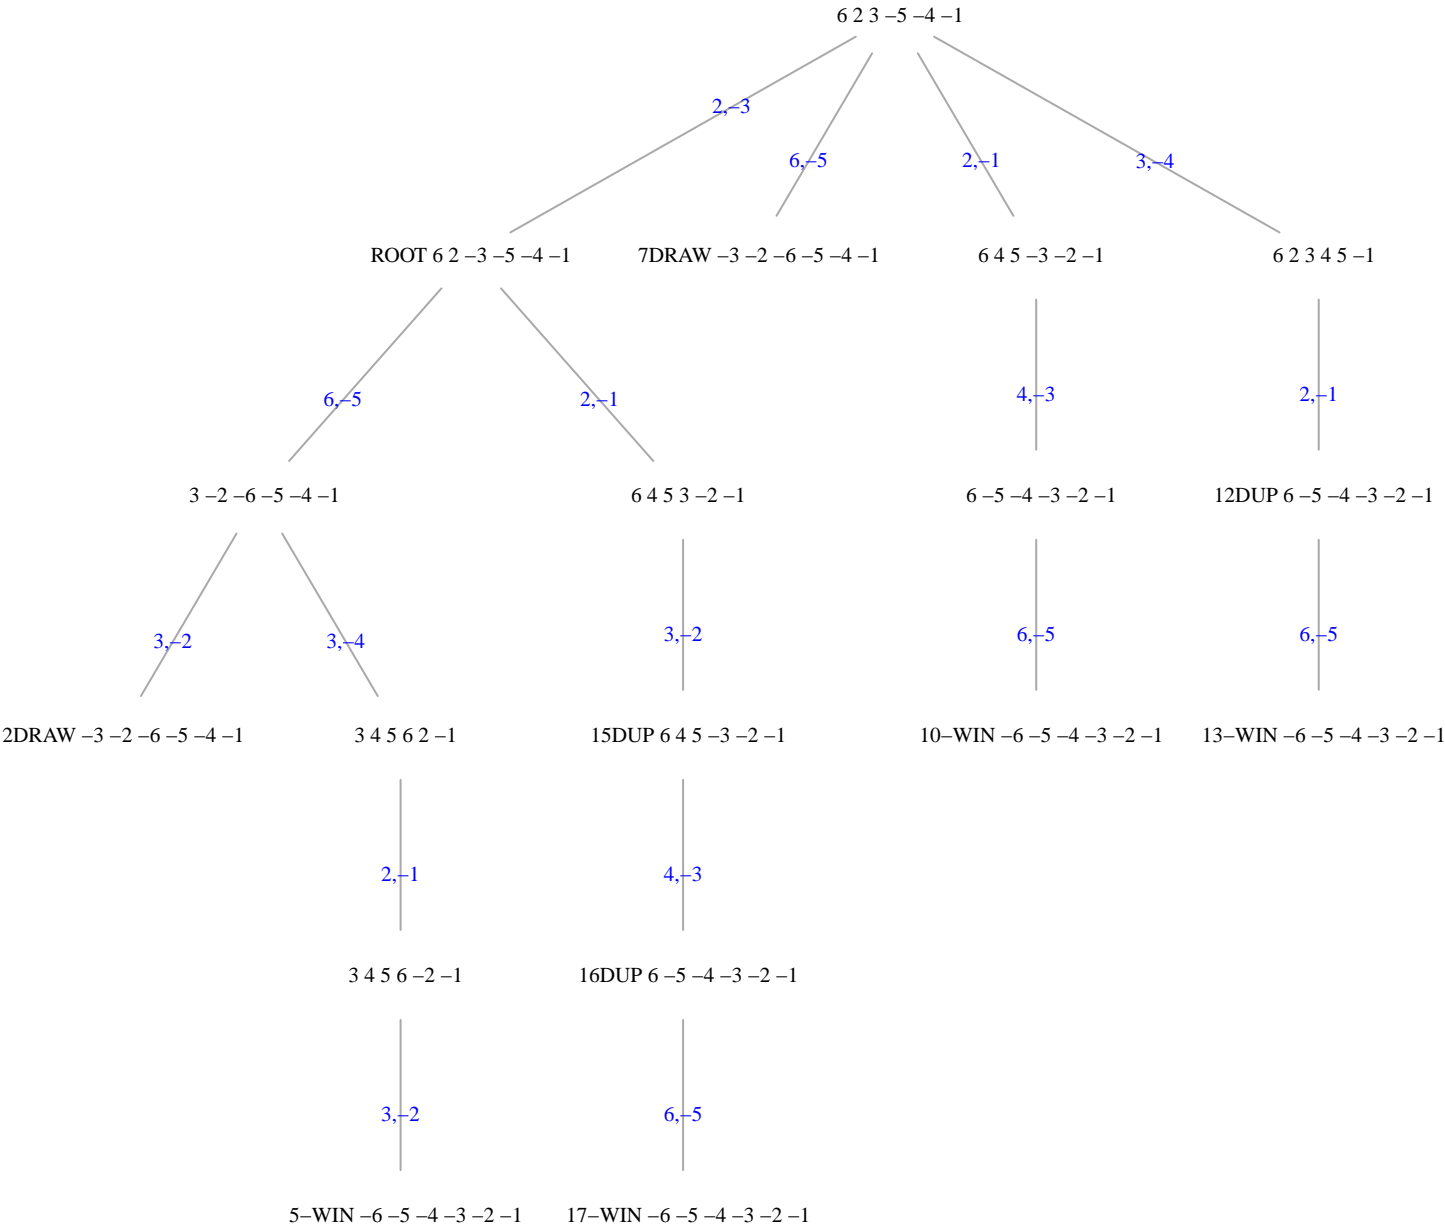 6 2 3 –5 –4 –1
2,–3
6,–5
2,–1
3,–4
ROOT 6 2 –3 –5 –4 –1
7DRAW –3 –2 –6 –5 –4 –1
6 4 5 –3 –2 –1
6 2 3 4 5 –1
6,–5
2,–1
4,–3
2,–1
3 –2 –6 –5 –4 –1
6 4 5 3 –2 –1
6 –5 –4 –3 –2 –1
12DUP 6 –5 –4 –3 –2 –1
3,–2
3,–4
3,–2
6,–5
6,–5
2DRAW –3 –2 –6 –5 –4 –1
3 4 5 6 2 –1
15DUP 6 4 5 –3 –2 –1
10–WIN –6 –5 –4 –3 –2 –1
13–WIN –6 –5 –4 –3 –2 –1
2,–1
4,–3
3 4 5 6 –2 –1
16DUP 6 –5 –4 –3 –2 –1
3,–2
6,–5
5–WIN –6 –5 –4 –3 –2 –1
17–WIN –6 –5 –4 –3 –2 –1